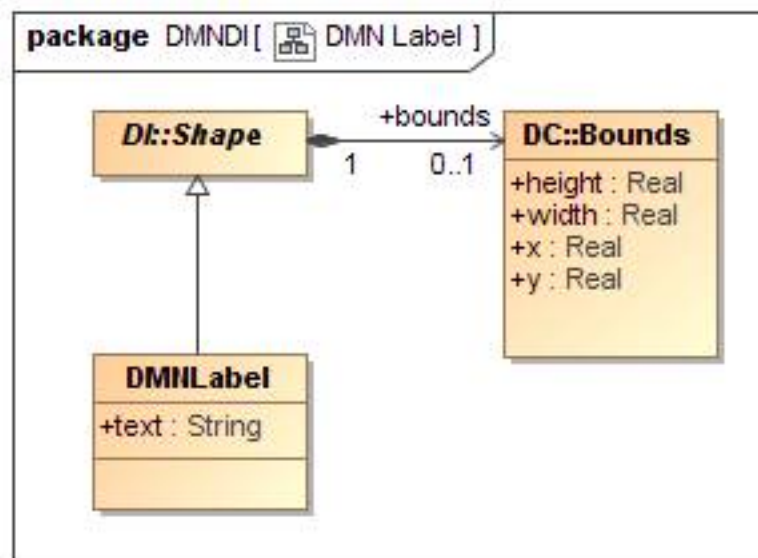 package DMNDI[ DMN Label ]
DI::Shape
+bounds
1
0..1
DC::Bounds
+height : Real
+width : Real
+x : Real
+y : Real
DMNLabel
+text : String